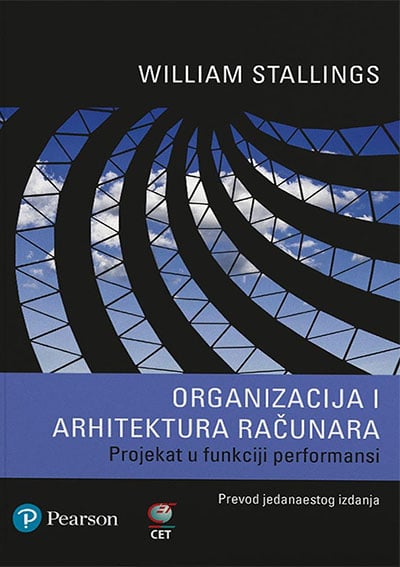 WILLIAM STALLINGS
ORGANIZACIJA I
ARHITEKTURA RAČUNARA
Projekat u funkciji performansi
Prevod jedanaestog izdanja
Pearson
CET